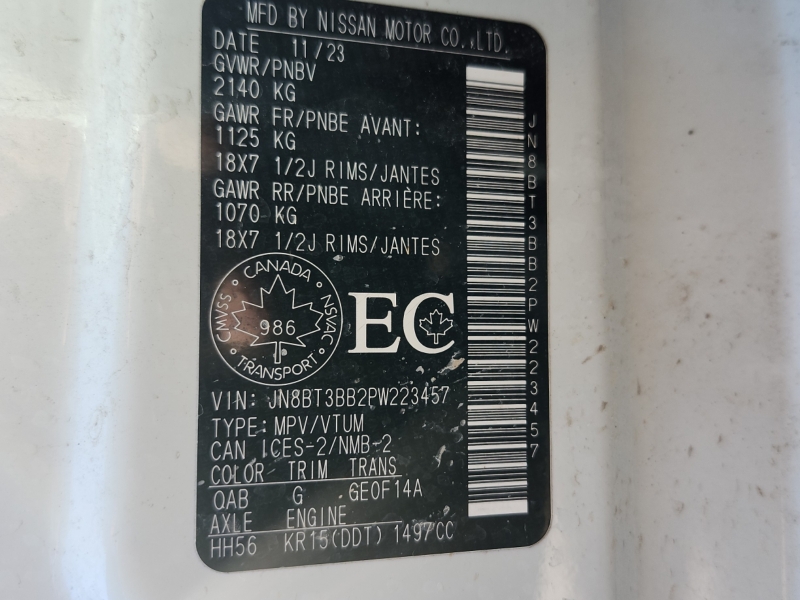 MFD BY NISSAN MOTOR CO.,LTD.
DATE 11/23
GVWR/PNBV
2140 KG
GAWR FR/PNBE AVANT:
1125 KG
18X7 1/2J RIMS/JANTES
GAWR RR/PNBE ARRIÈRE:
1070 KG
18X7 1/2J RIMS/JANTES
CANADA
CMVSS 986 NSVAC
TRANSPORT
EC
VIN: JN8BT3BB2PW223457
TYPE: MPV/VTUM
CAN ICES-2/NMB-2
COLOR TRIM TRANS
QAB G GE0F14A
AXLE ENGINE
HH56 KR15(DDT) 1497CC
JN8BT3BB2PW223457